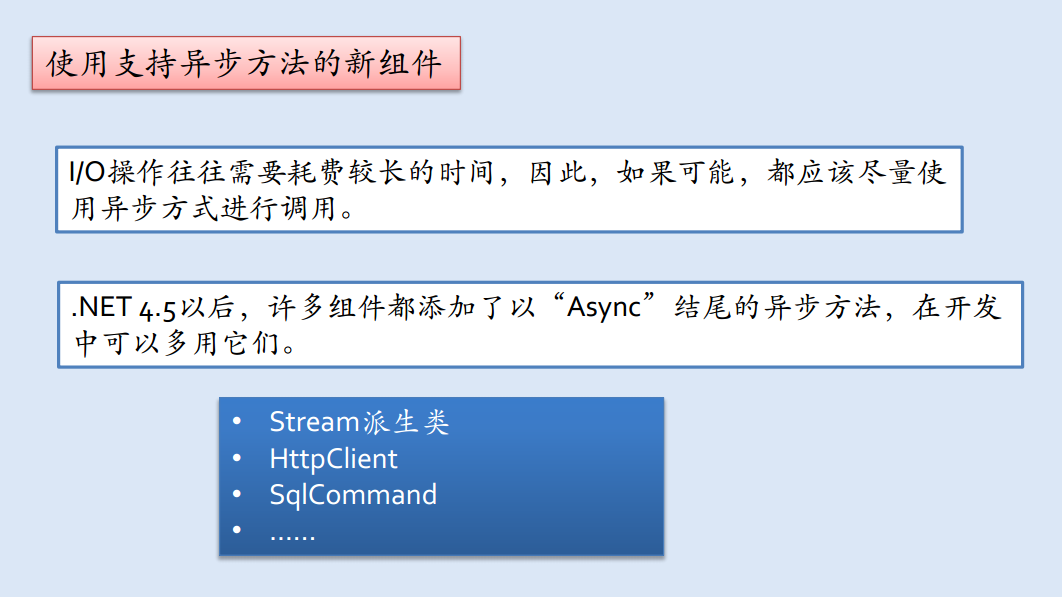 使用支持异步方法的新组件
I/O操作往往需要耗费较长的时间，因此，如果可能，都应该尽量使
用异步方式进行调用。
.NET 4.5以后，许多组件都添加了以“Async”结尾的异步方法，在开发
中可以多用它们。
• Stream派生类
• HttpClient
• SqlCommand
• ……